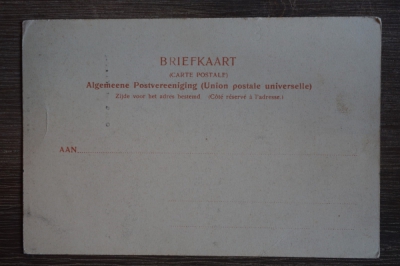 BRIEFKAART
(CARTE POSTALE)
Algemeene Postvereeniging (Union postale universelle)
Zijde voor het adres bestemd. (Côté réservé à l'adresse.)
AAN